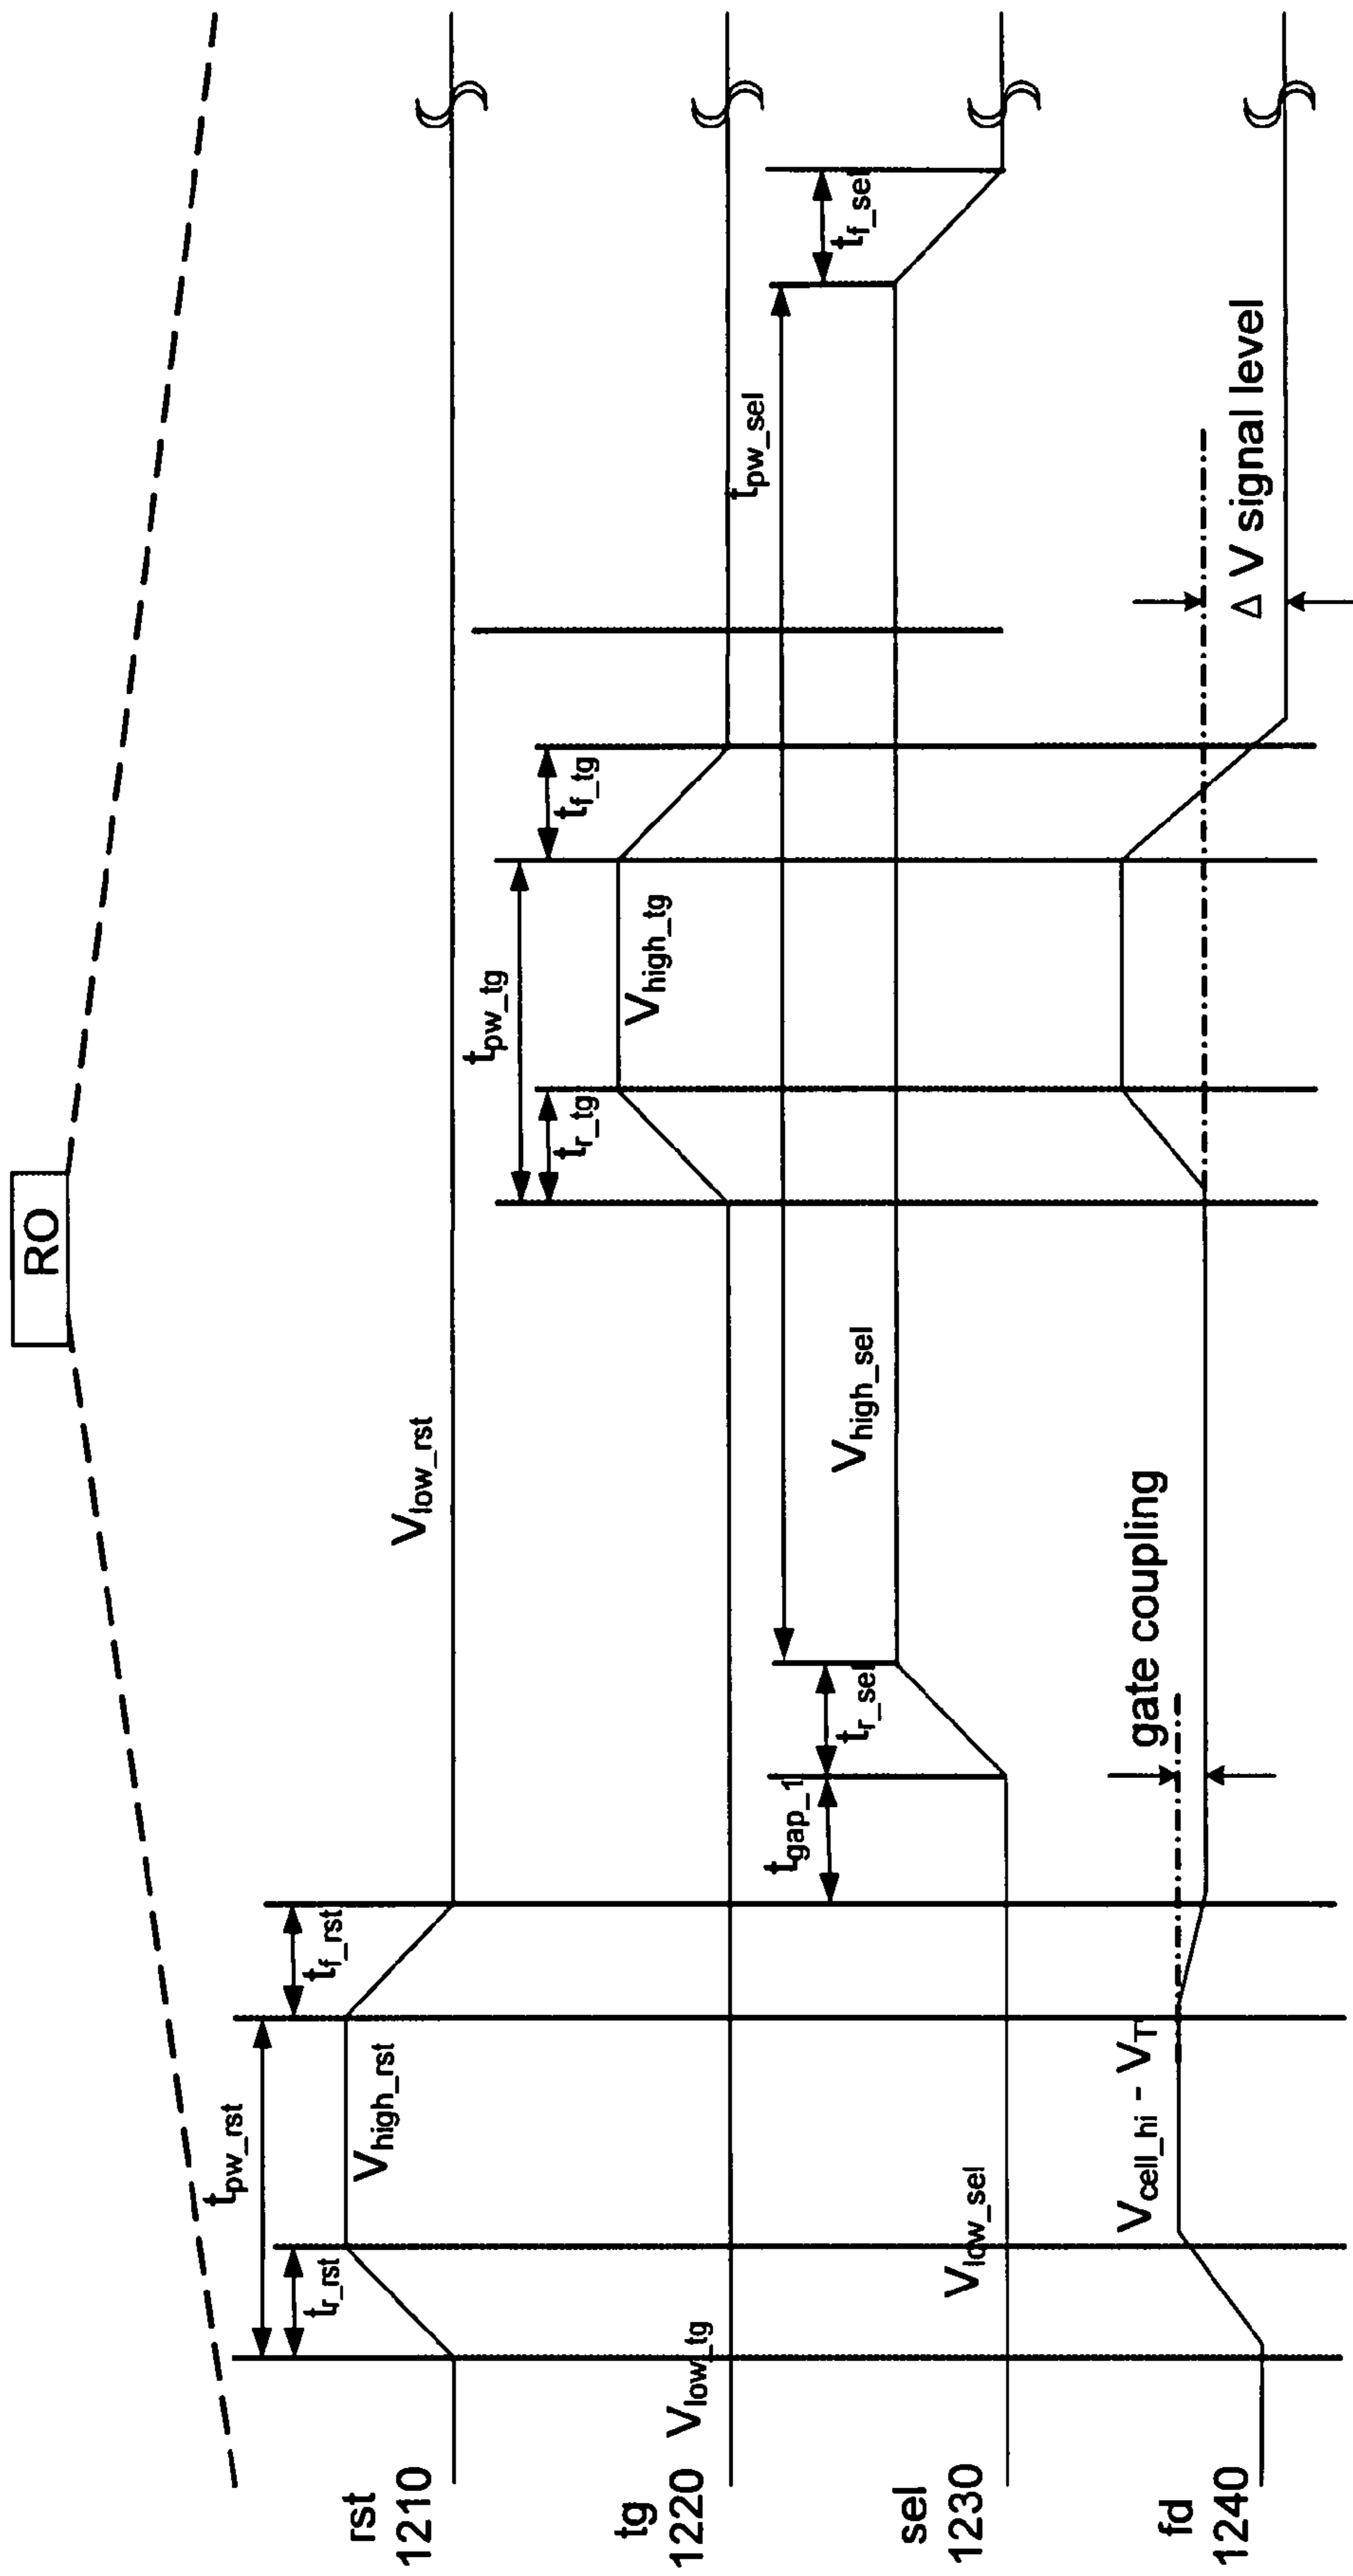 RO
rst
1210
t_r_rst
t_pw_rst
V_high_rst
t_f_rst
V_low_rst
tg
1220
V_low_tg
t_r_tg
t_pw_tg
V_high_tg
t_f_tg
sel
1230
V_low_sel
t_gap_1
t_r_sel
V_high_sel
t_pw_sel
t_f_sel
fd
1240
V_cell_hi - V_T
gate coupling
Δ V signal level